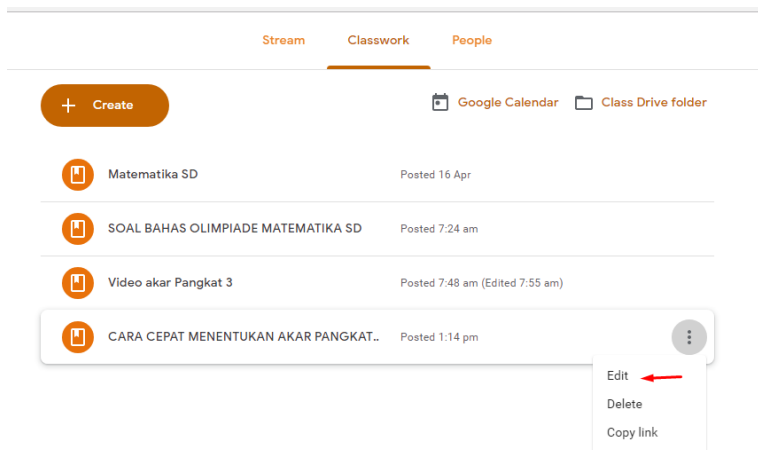 Stream Classwork People
Create
Google Calendar Class Drive folder
Matematika SD Posted 16 Apr
SOAL BAHAS OLIMPIADE MATEMATIKA SD Posted 7:24 am
Video akar Pangkat 3 Posted 7:48 am (Edited 7:55 am)
CARA CEPAT MENENTUKAN AKAR PANGKAT.. Posted 1:14 pm
Edit
Delete
Copy link